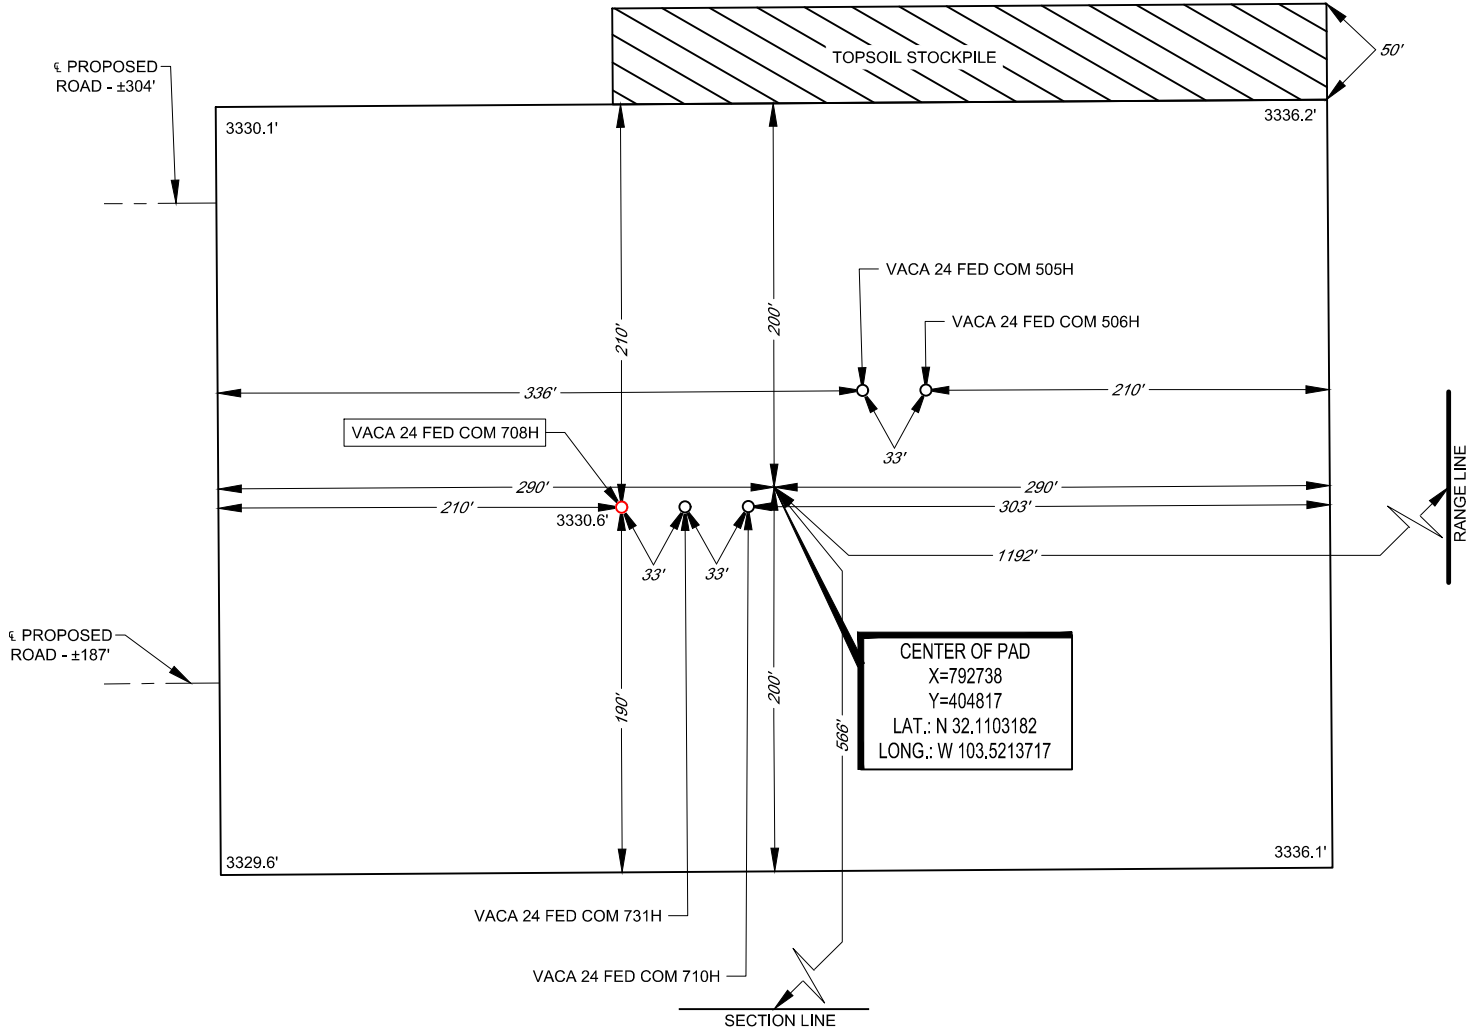 TOPSOIL STOCKPILE
50'
℄ PROPOSED
ROAD - ±304'
3330.1'
3336.2'
VACA 24 FED COM 505H
VACA 24 FED COM 506H
210'
200'
336'
210'
33'
VACA 24 FED COM 708H
290'
290'
210'
303'
3330.6'
33'
33'
1192'
RANGE LINE
℄ PROPOSED
ROAD - ±187'
CENTER OF PAD
X=792738
Y=404817
LAT.: N 32.1103182
LONG.: W 103.5213717
190'
200'
566'
3329.6'
3336.1'
VACA 24 FED COM 731H
VACA 24 FED COM 710H
SECTION LINE